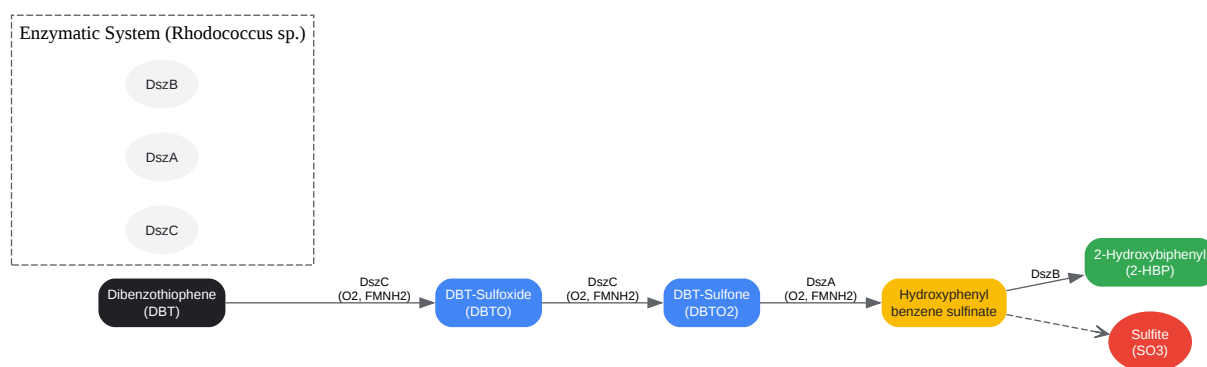 Enzymatic System (Rhodococcus sp.)
DszB
DszA
DszC
Dibenzothiophene
(DBT)
DszC
(O2, FMNH2)
DBT-Sulfoxide
(DBTO)
DszC
(O2, FMNH2)
DBT-Sulfone
(DBTO2)
DszA
(O2, FMNH2)
Hydroxyphenyl
benzene sulfinate
DszB
2-Hydroxybiphenyl
(2-HBP)
Sulfite
(SO3)